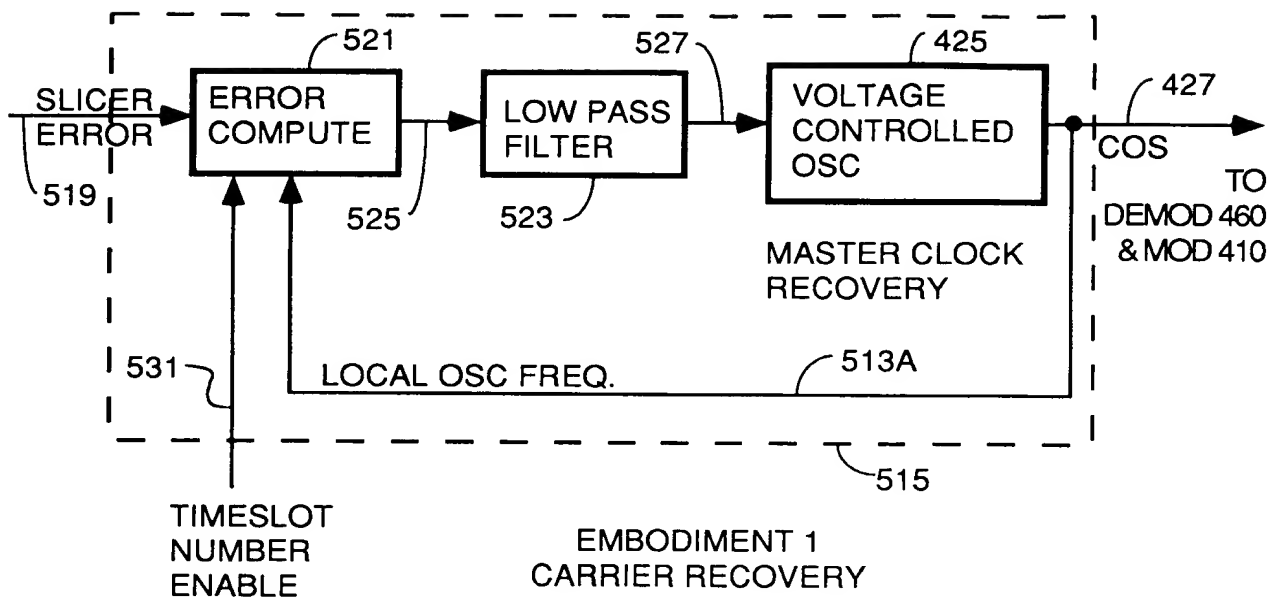 521
527
425
427
SLICER
ERROR
ERROR
COMPUTE
LOW PASS
FILTER
VOLTAGE
CONTROLLED
OSC
COS
519
525
523
TO
DEMOD 460
& MOD 410
MASTER CLOCK
RECOVERY
531
LOCAL OSC FREQ.
513A
515
TIMESLOT
NUMBER
ENABLE
EMBODIMENT 1
CARRIER RECOVERY